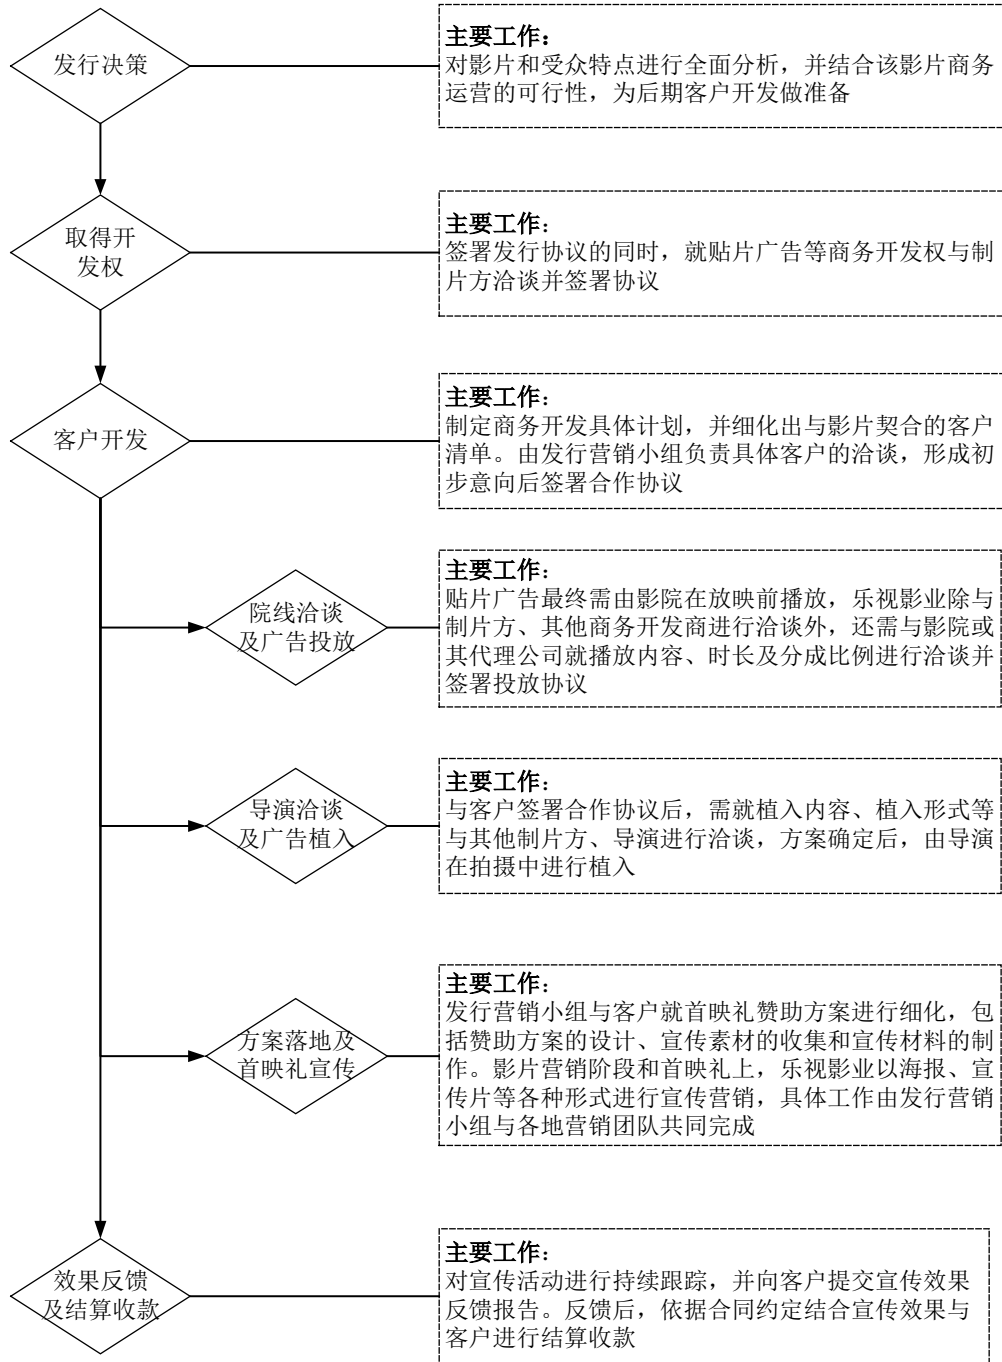 发行决策
主要工作：
对影片和受众特点进行全面分析，并结合该影片商务
运营的可行性，为后期客户开发做准备
取得开
发权
主要工作：
签署发行协议的同时，就贴片广告等商务开发权与制
片方洽谈并签署协议
客户开发
主要工作：
制定商务开发具体计划，并细化出与影片契合的客户
清单。由发行营销小组负责具体客户的洽谈，形成初
步意向后签署合作协议
院线洽谈
及广告投放
主要工作：
贴片广告最终需由影院在放映前播放，乐视影业除与
制片方、其他商务开发商进行洽谈外，还需与影院或
其代理公司就播放内容、时长及分成比例进行洽谈并
签署投放协议
导演洽谈
及广告植入
主要工作：
与客户签署合作协议后，需就植入内容、植入形式等
与其他制片方、导演进行洽谈，方案确定后，由导演
在拍摄中进行植入
方案落地及
首映礼宣传
主要工作：
发行营销小组与客户就首映礼赞助方案进行细化，包
括赞助方案的设计、宣传素材的收集和宣传材料的制
作。影片营销阶段和首映礼上，乐视影业以海报、宣
传片等各种形式进行宣传营销，具体工作由发行营销
小组与各地营销团队共同完成
效果反馈
及结算收款
主要工作：
对宣传活动进行持续跟踪，并向客户提交宣传效果
反馈报告。反馈后，依据合同约定结合宣传效果与
客户进行结算收款